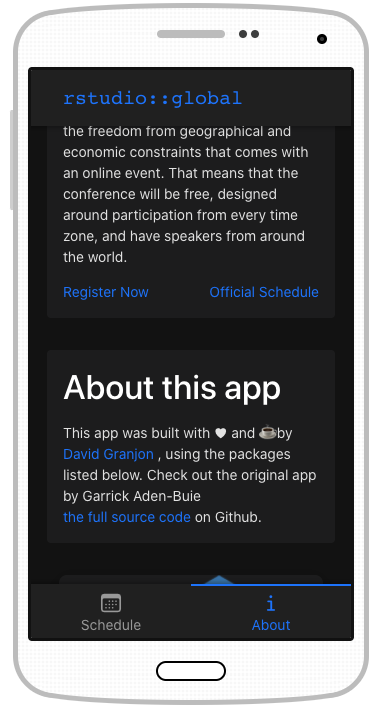 rstudio::global
the freedom from geographical and
economic constraints that comes with
an online event. That means that the
conference will be free, designed
around participation from every time
zone, and have speakers from around
the world.
Register Now Official Schedule
About this app
This app was built with ♥ and ☕by
David Granjon , using the packages
listed below. Check out the original app
by Garrick Aden-Buie
the full source code on Github.
Schedule About